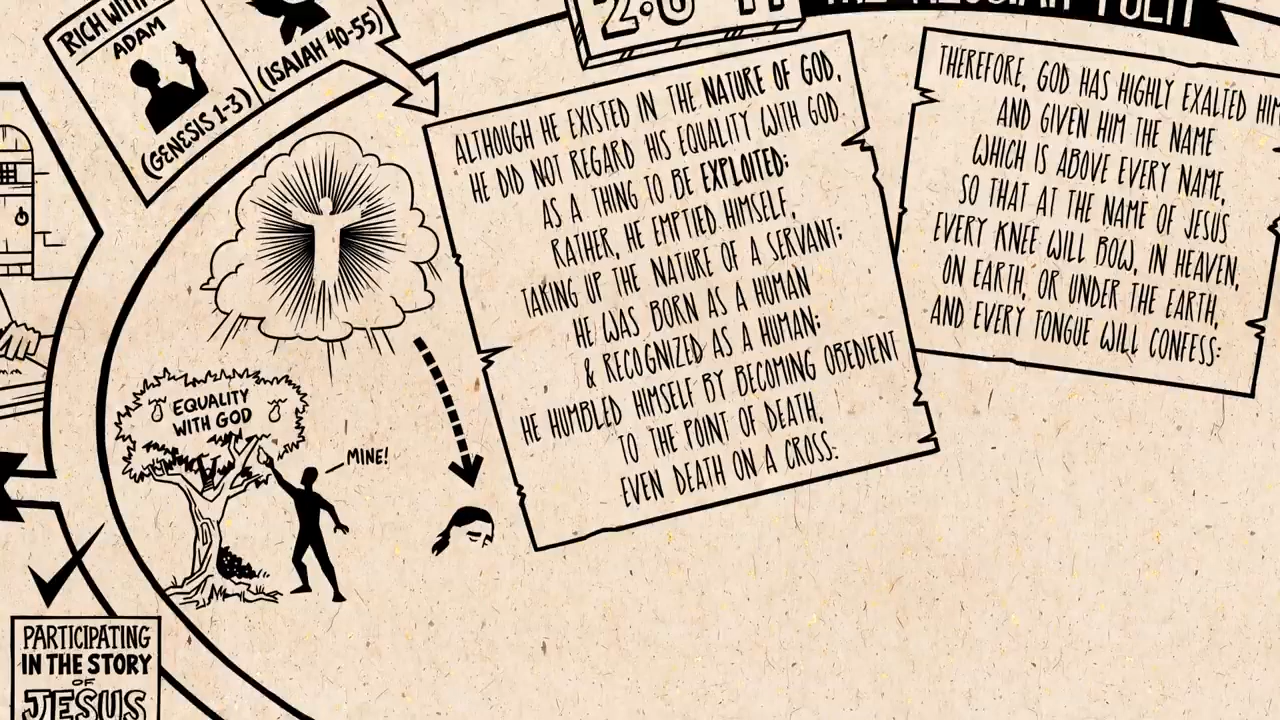 RICH WITH
ADAM
(GENESIS 1-3)
(ISAIAH 40-55)
ALTHOUGH HE EXISTED IN THE NATURE OF GOD,
HE DID NOT REGARD HIS EQUALITY WITH GOD
AS A THING TO BE EXPLOITED;
RATHER, HE EMPTIED HIMSELF,
TAKING UP THE NATURE OF A SERVANT;
HE WAS BORN AS A HUMAN
& RECOGNIZED AS A HUMAN;
HE HUMBLED HIMSELF BY BECOMING OBEDIENT
TO THE POINT OF DEATH,
EVEN DEATH ON A CROSS.
THEREFORE, GOD HAS HIGHLY EXALTED HIM
AND GIVEN HIM THE NAME
WHICH IS ABOVE EVERY NAME,
SO THAT AT THE NAME OF JESUS
EVERY KNEE WILL BOW, IN HEAVEN,
ON EARTH, OR UNDER THE EARTH,
AND EVERY TONGUE WILL CONFESS:
EQUALITY
WITH GOD
MINE!
PARTICIPATING
IN THE STORY
OF
JESUS